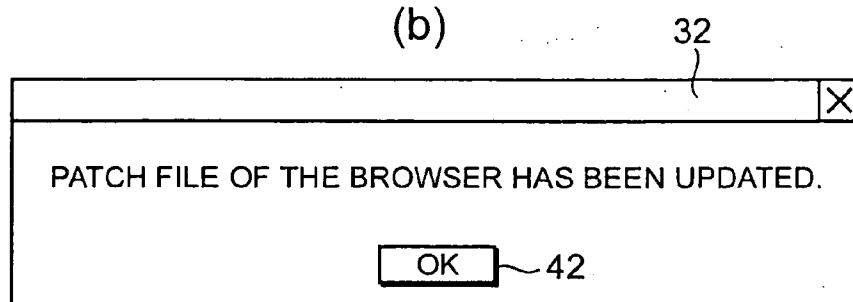 (b)
32
X
PATCH FILE OF THE BROWSER HAS BEEN UPDATED.
OK 42